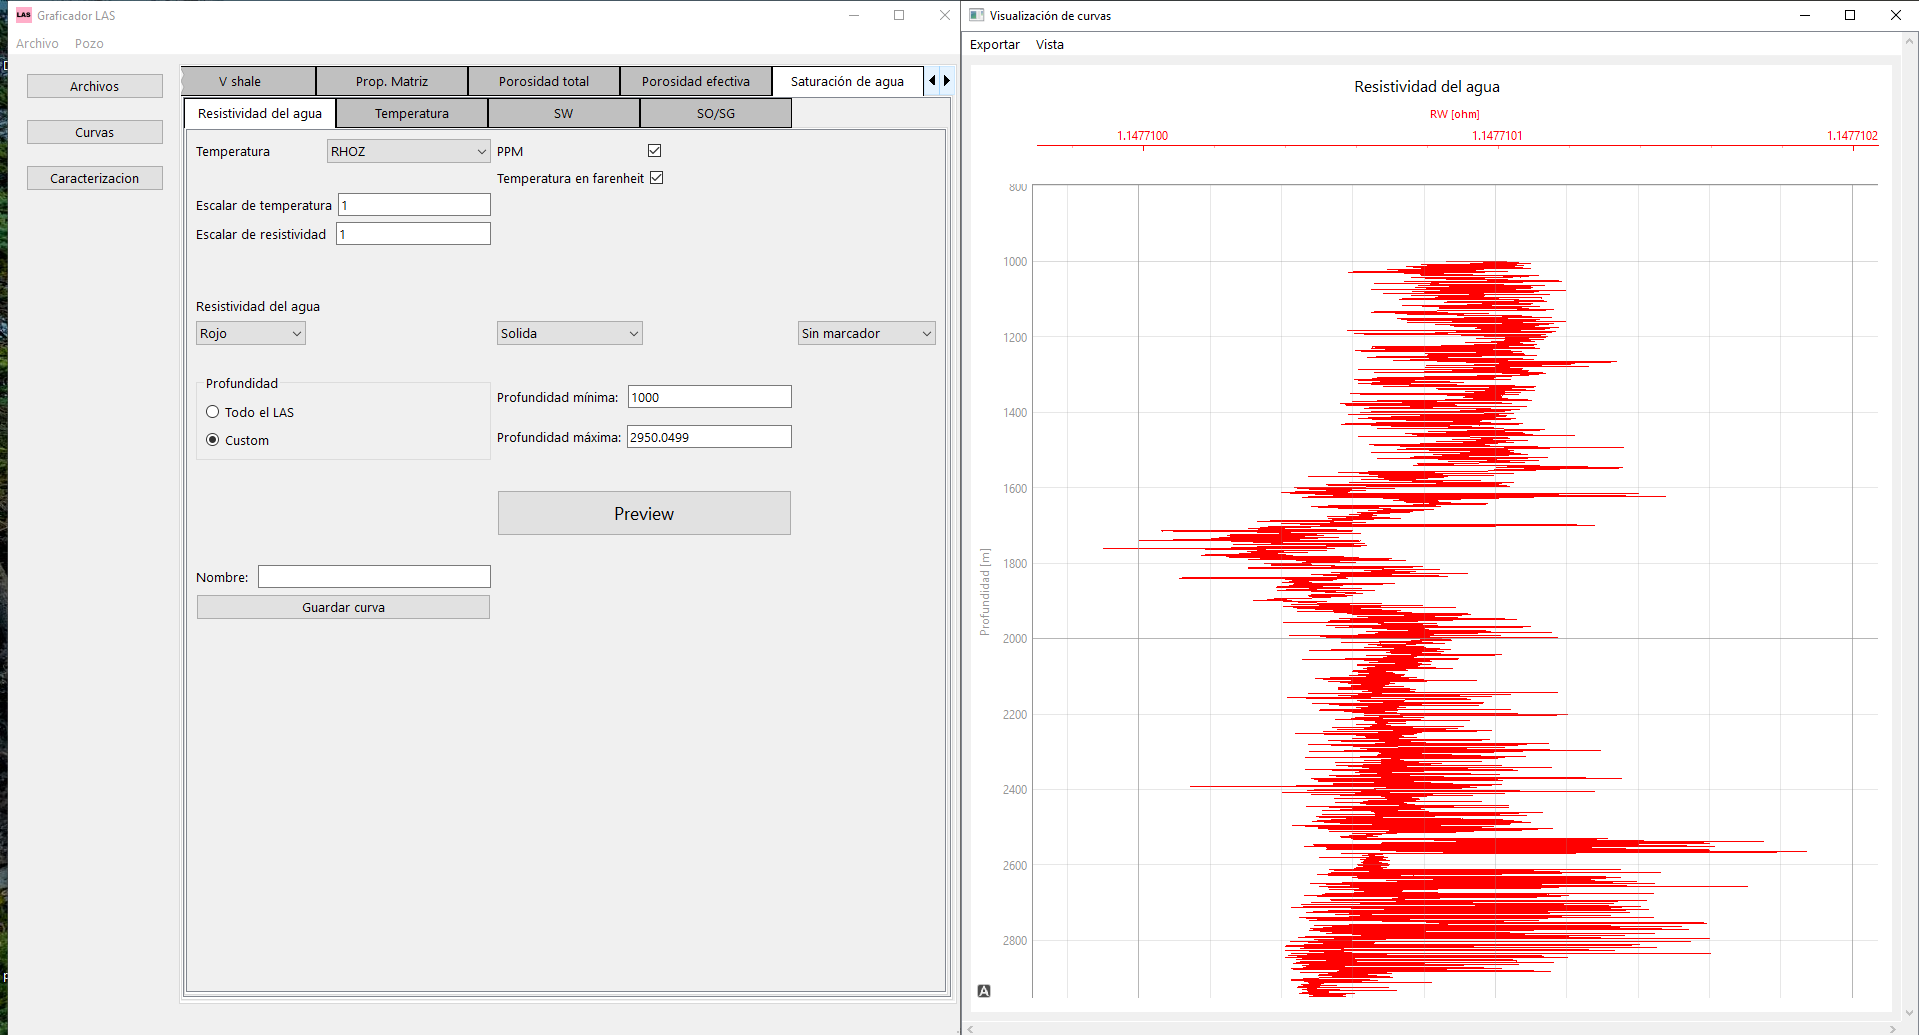 LAS Graficador LAS
Archivo Pozo
Archivos
Curvas
Caracterizacion
V shale Prop. Matriz Porosidad total Porosidad efectiva Saturación de agua
Resistividad del agua Temperatura SW SO/SG
Temperatura RHOZ PPM
Temperatura en farenheit
Escalar de temperatura 1
Escalar de resistividad 1
Resistividad del agua
Rojo Solida Sin marcador
Profundidad
Todo el LAS
Custom
Profundidad mínima: 1000
Profundidad máxima: 2950.0499
Preview
Nombre:
Guardar curva
Visualización de curvas
Exportar Vista
Resistividad del agua
RW [ohm]
1.1477100 1.1477101 1.1477102
800
1000
1200
1400
1600
1800
2000
2200
2400
2600
2800
Profundidad [m]
A